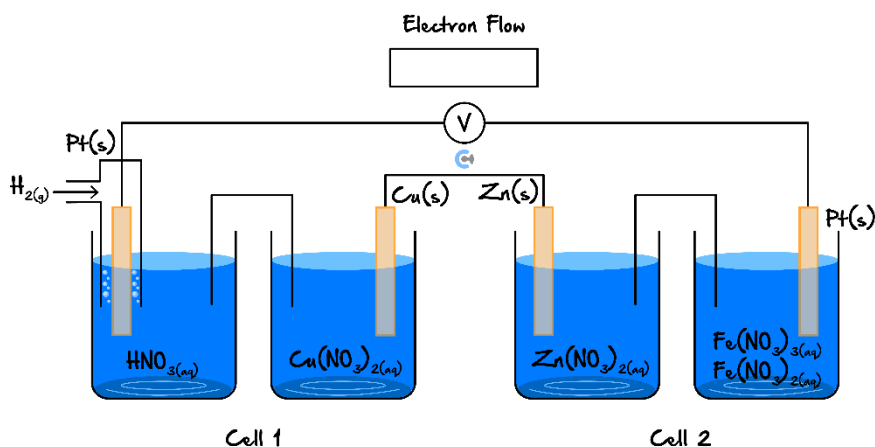 Electron Flow
V
Pt(s)
H₂(g)
Cu(s)
Zn(s)
Pt(s)
HNO₃(aq)
Cu(NO₃)₂(aq)
Zn(NO₃)₂(aq)
Fe(NO₃)₃(aq)
Fe(NO₃)₂(aq)
Cell 1
Cell 2